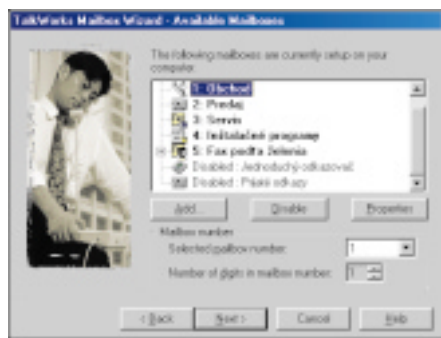 TalkWorks Mailbox Wizard - Available Mailboxes
The following mailboxes are currently setup on your
computer
1: Obchod
2: Predaj
3: Servis
4: Inštalačné programy
5: Fax podľa želania
Disabled : Jednoduchý odkazovač
Disabled : Prijaté odkazy
Add...
Disable
Properties
Mailbox number
Selected mailbox number:
1
Number of digits in mailbox number:
1
< Back
Next >
Cancel
Help